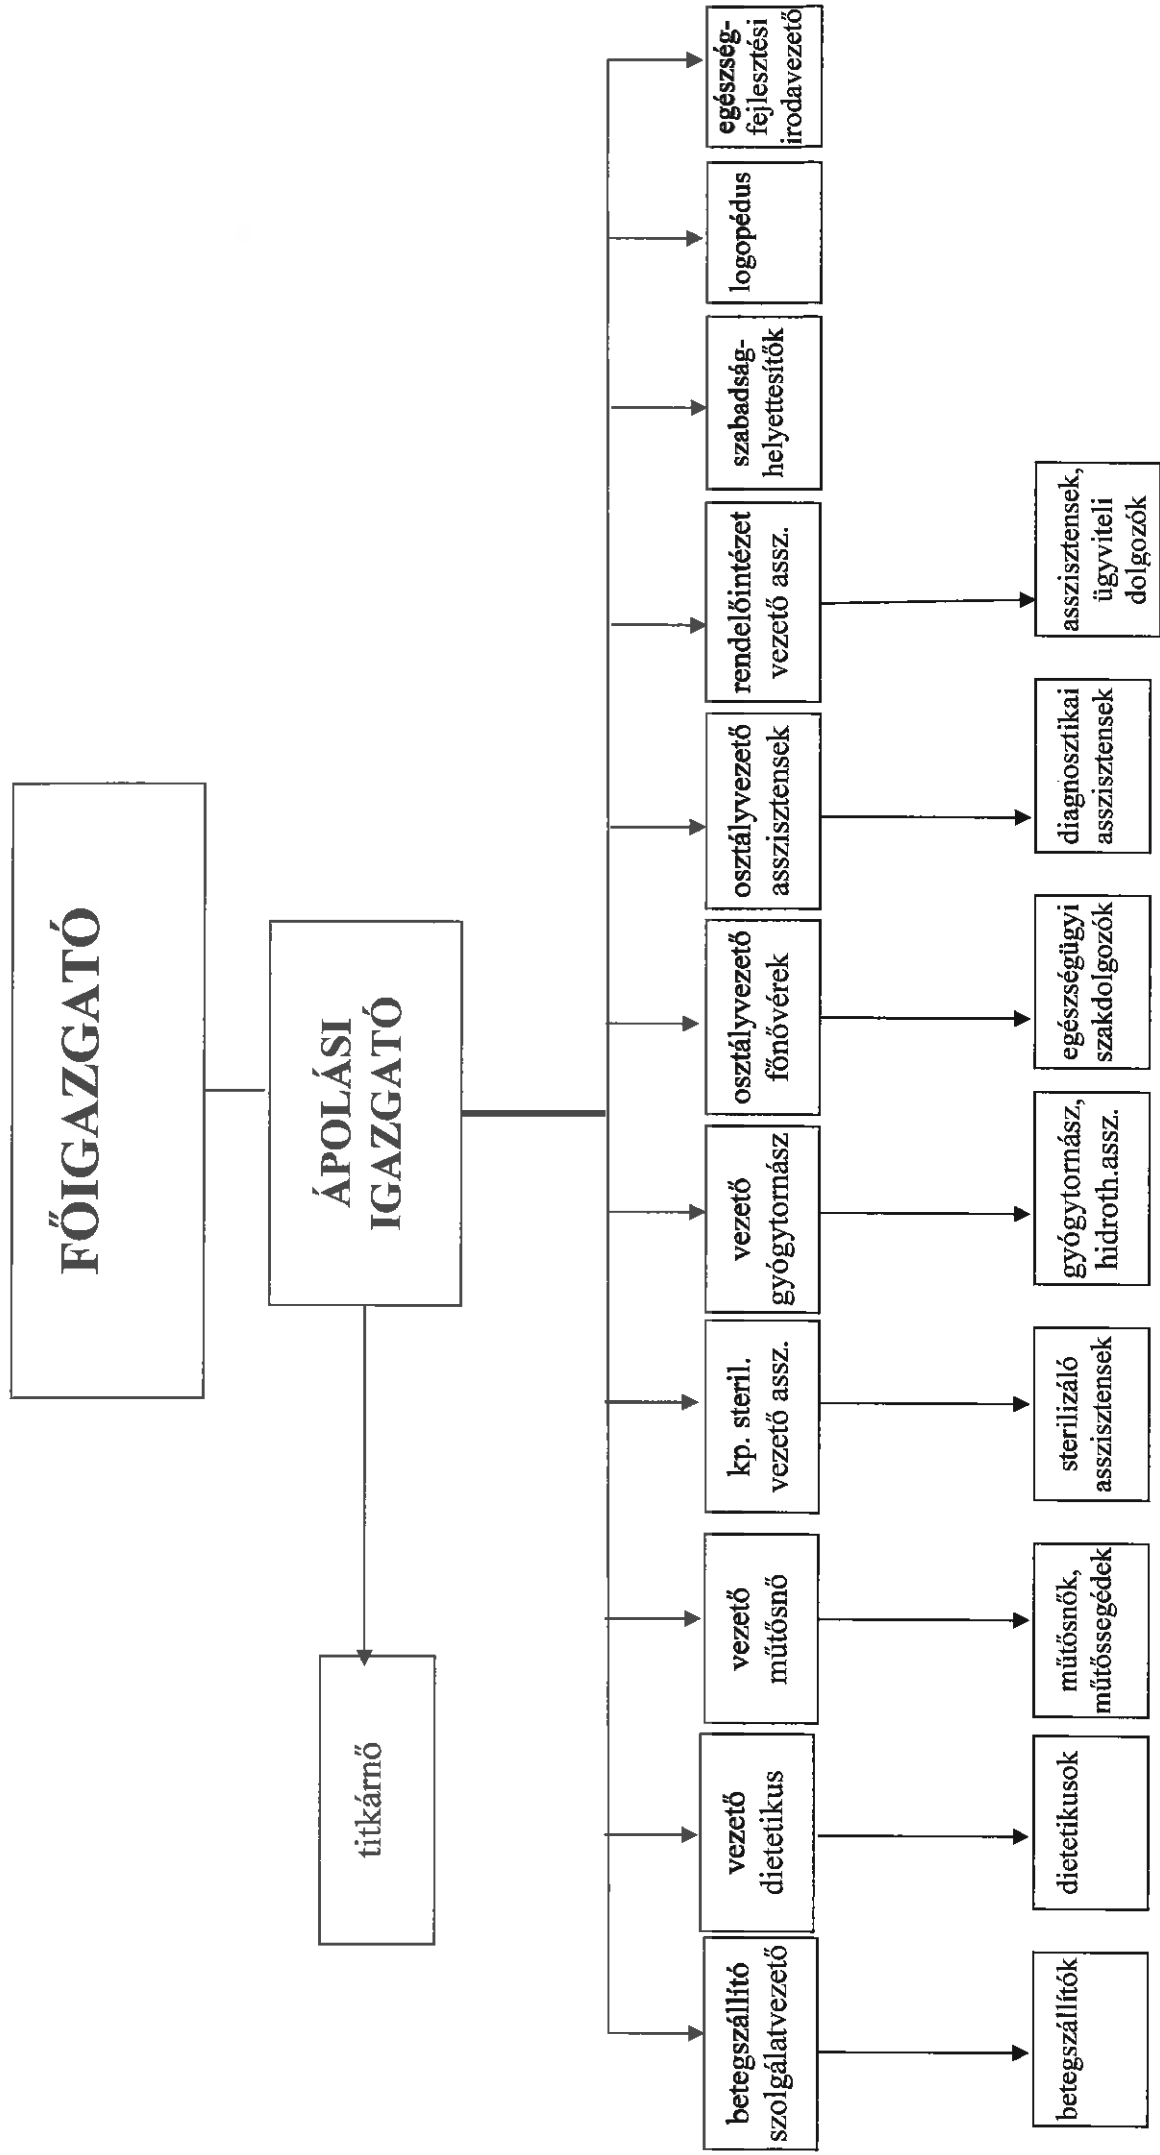 FŐIGAZGATÓ
ÁPOLÁSI
IGAZGATÓ
titkárnő
betegszállító
szolgálatvezető
vezető
dietetikus
vezető
műtősnő
kp. steril.
vezető assz.
vezető
gyógytornász
osztályvezető
főnővérek
osztályvezető
asszisztensek
rendelőintézet
vezető assz.
szabadság-
helyettesítők
logopédus
egészség-
fejlesztési
irodavezető
betegszállítók
dietetikusok
műtősnők,
műtőssegédek
sterilizáló
asszisztensek
gyógytornász,
hidroth.assz.
egészségügyi
szakdolgozók
diagnosztikai
asszisztensek
asszisztensek,
ügyviteli
dolgozók